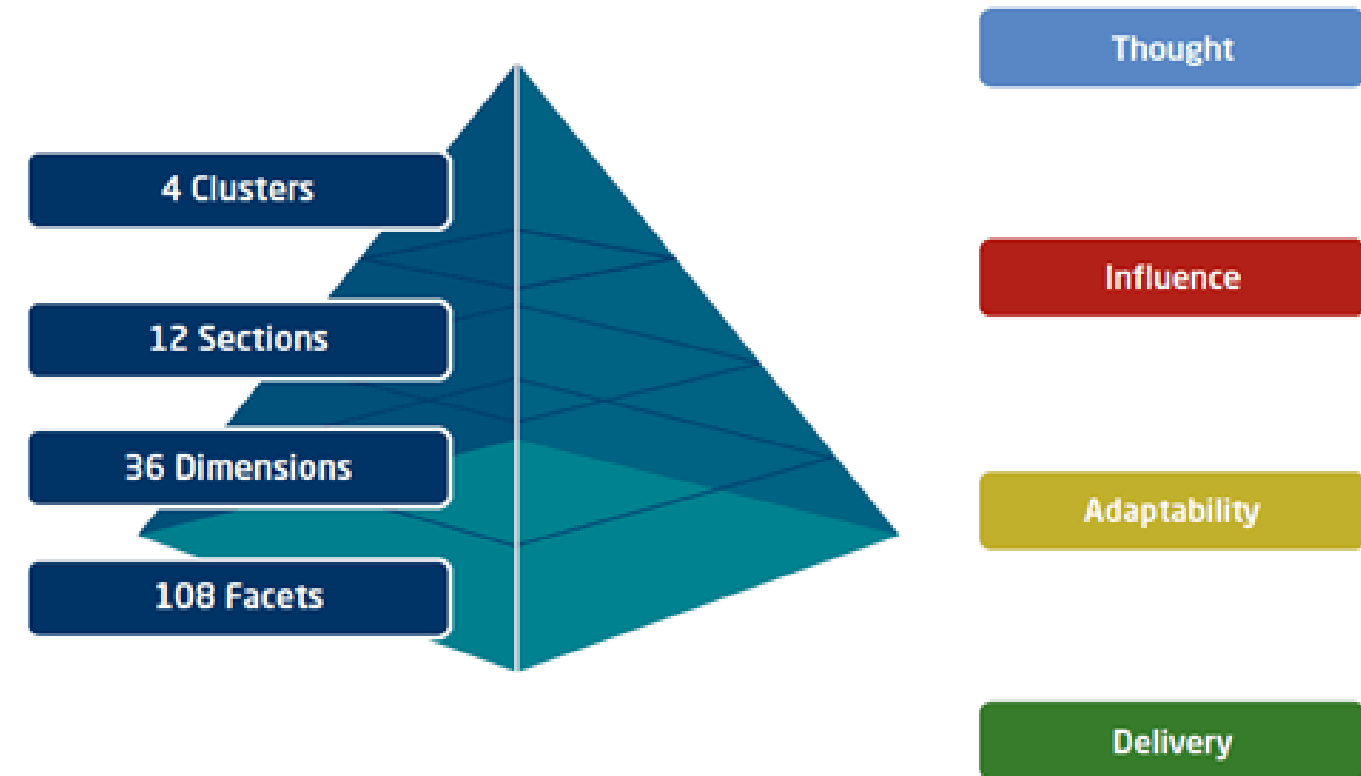 4 Clusters
12 Sections
36 Dimensions
108 Facets
Thought
Influence
Adaptability
Delivery